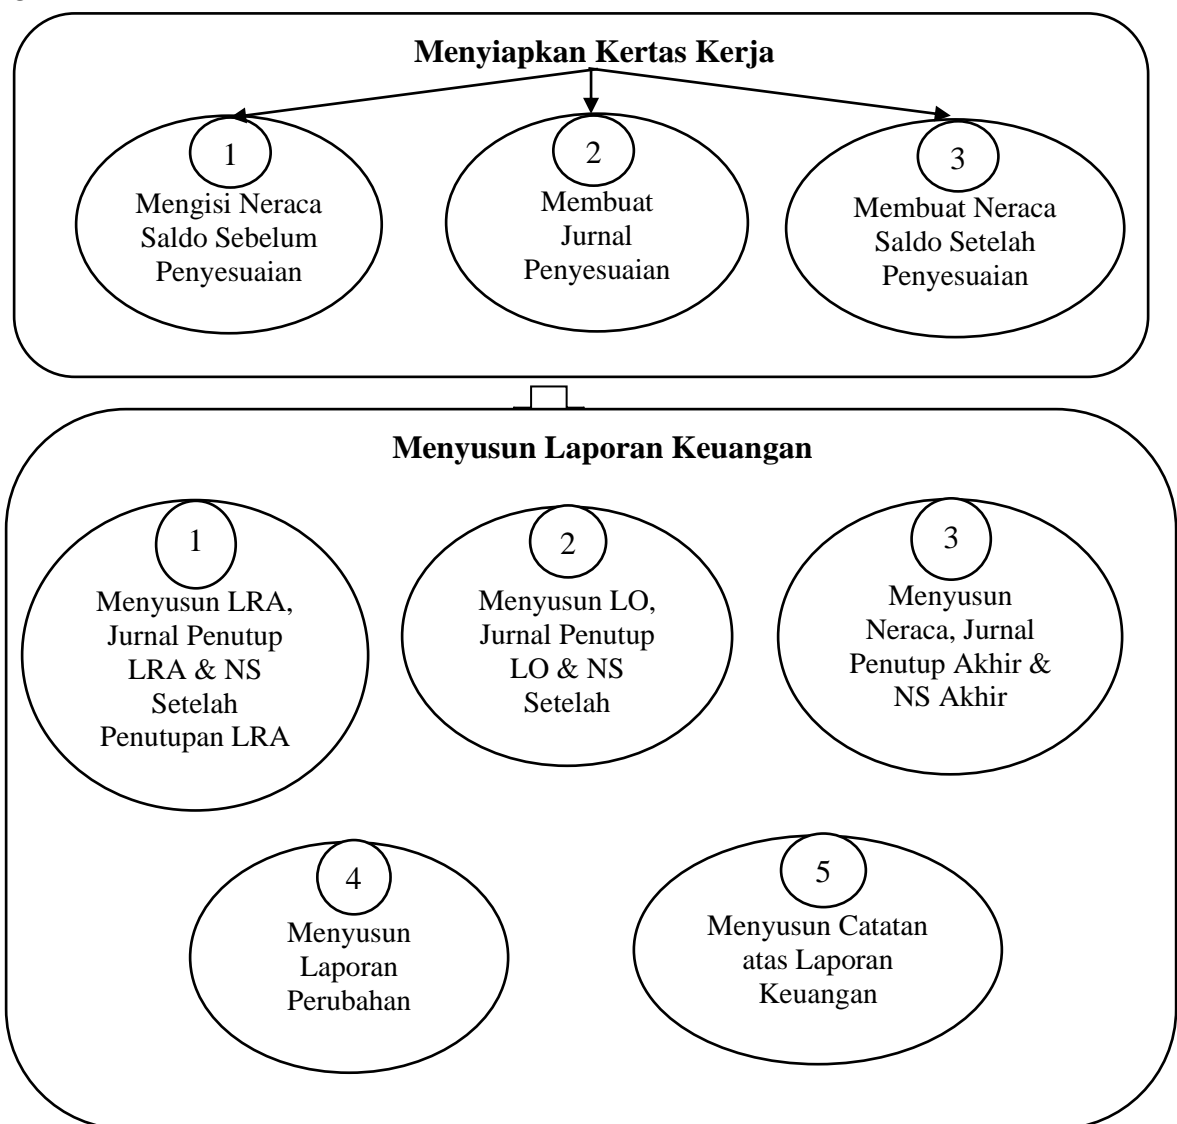 Menyiapkan Kertas Kerja
1
Mengisi Neraca
Saldo Sebelum
Penyesuaian
2
Membuat
Jurnal
Penyesuaian
3
Membuat Neraca
Saldo Setelah
Penyesuaian
Menyusun Laporan Keuangan
1
Menyusun LRA,
Jurnal Penutup
LRA & NS
Setelah
Penutupan LRA
2
Menyusun LO,
Jurnal Penutup
LO & NS
Setelah
3
Menyusun
Neraca, Jurnal
Penutup Akhir &
NS Akhir
4
Menyusun
Laporan
Perubahan
5
Menyusun Catatan
atas Laporan
Keuangan